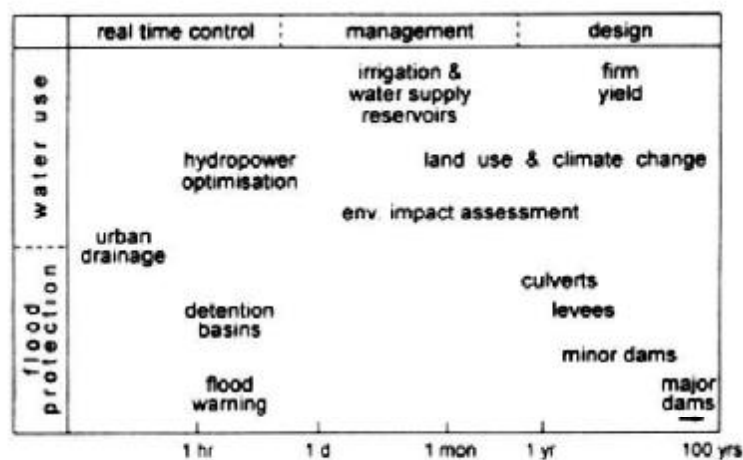 real time control
management
design
water use
irrigation &
water supply
reservoirs
firm
yield
hydropower
optimisation
land use & climate change
env. impact assessment
urban
drainage
flood
protection
culverts
detention
basins
levees
minor dams
flood
warning
major
dams
1 hr
1 d
1 mon
1 yr
100 yrs